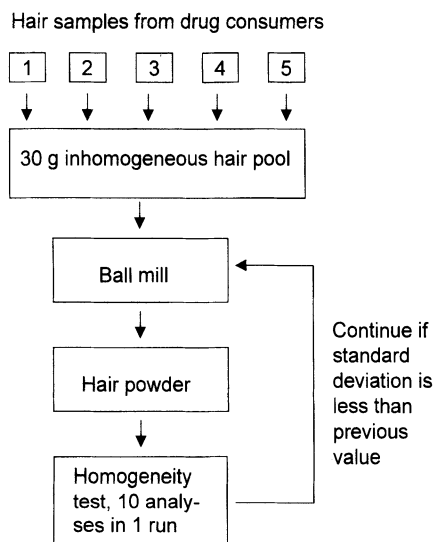 Hair samples from drug consumers
1 2 3 4 5
30 g inhomogeneous hair pool
Ball mill
Hair powder
Homogeneity
test, 10 analy-
ses in 1 run
Continue if
standard
deviation is
less than
previous
value